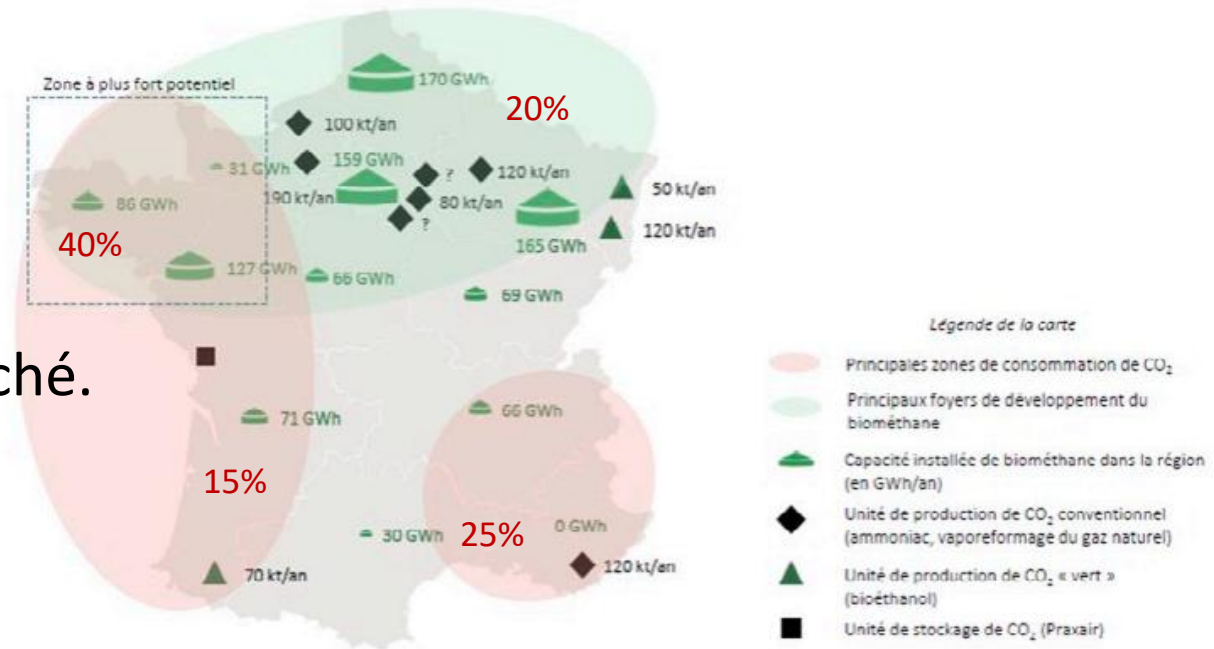 Zone à plus fort potentiel
170 GWh
20%
100 kt/an
31 GWh
159 GWh
?
120 kt/an
50 kt/an
190 kt/an
80 kt/an
86 GWh
?
120 kt/an
40%
165 GWh
127 GWh
66 GWh
69 GWh
ché.
71 GWh
66 GWh
15%
25%
0 GWh
30 GWh
70 kt/an
120 kt/an
Légende de la carte
Principales zones de consommation de CO₂
Principaux foyers de développement du
biométhane
Capacité installée de biométhane dans la région
(en GWh/an)
Unité de production de CO₂ conventionnel
(ammoniac, vaporeformage du gaz naturel)
Unité de production de CO₂ « vert »
(bioéthanol)
Unité de stockage de CO₂ (Praxair)